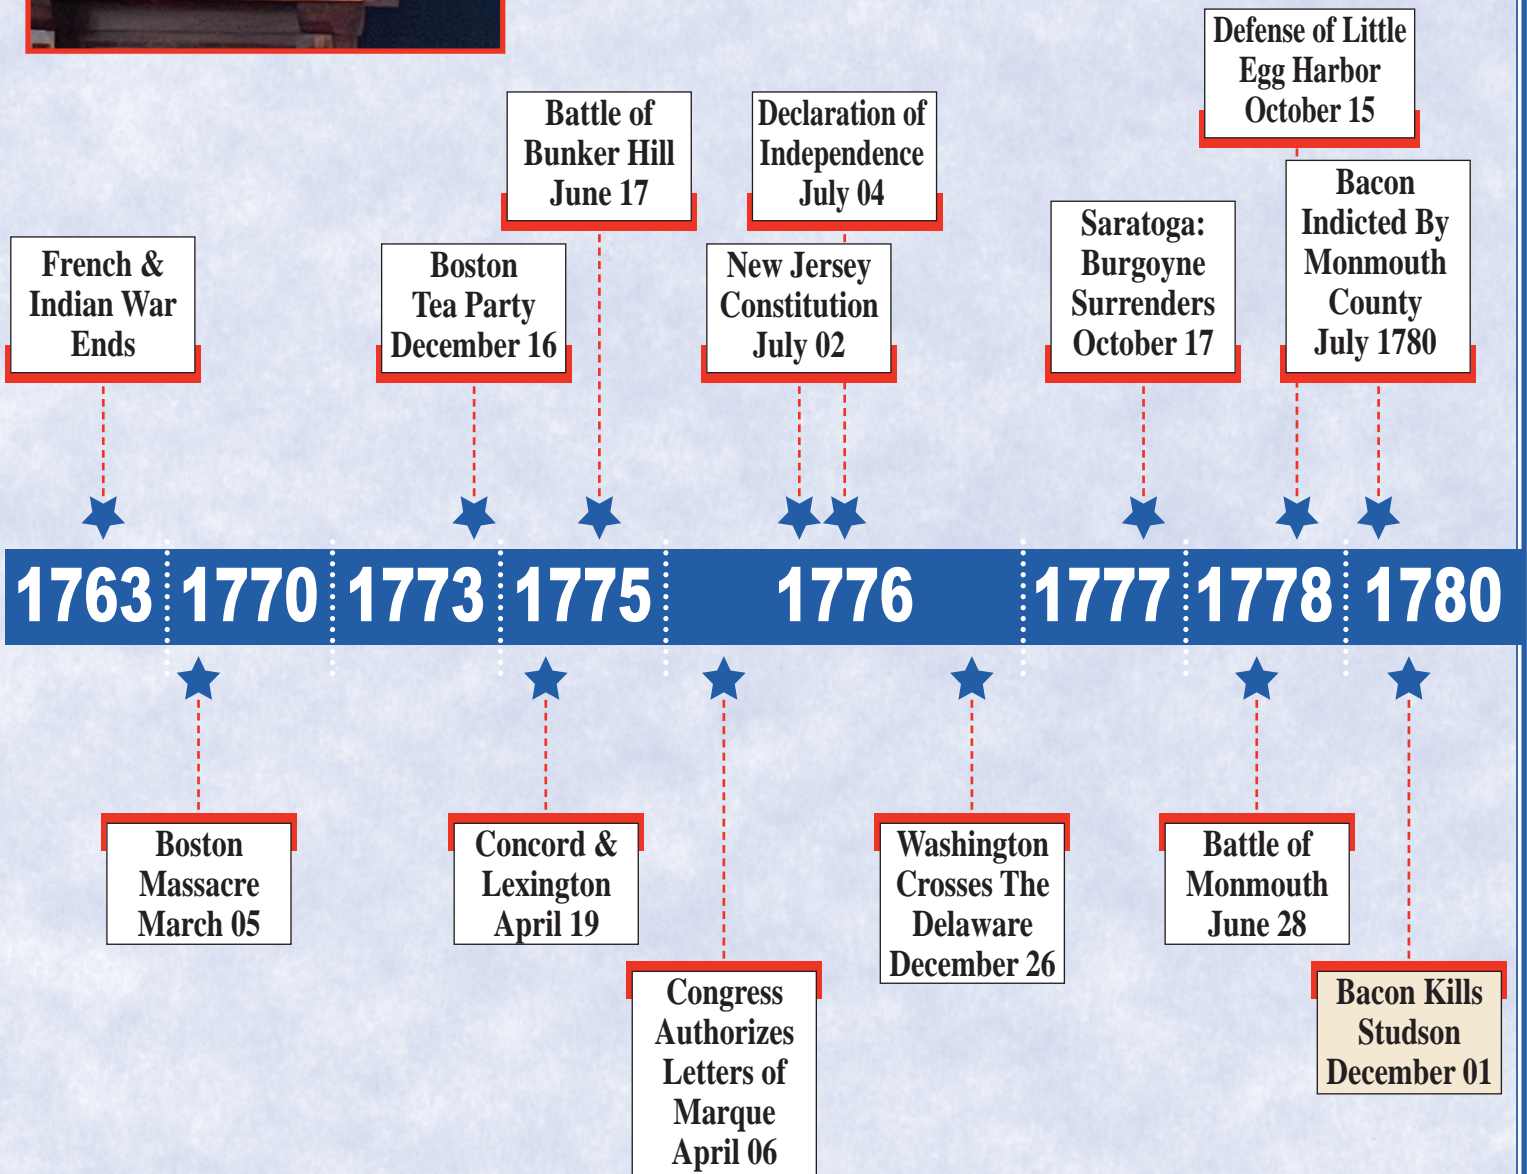 Defense of Little
Egg Harbor
October 15
Battle of
Bunker Hill
June 17
Declaration of
Independence
July 04
Bacon
Indicted By
Monmouth
County
July 1780
Saratoga:
Burgoyne
Surrenders
October 17
French &
Indian War
Ends
Boston
Tea Party
December 16
New Jersey
Constitution
July 02
1763
1770
1773
1775
1776
1777
1778
1780
Boston
Massacre
March 05
Concord &
Lexington
April 19
Congress
Authorizes
Letters of
Marque
April 06
Washington
Crosses The
Delaware
December 26
Battle of
Monmouth
June 28
Bacon Kills
Studson
December 01